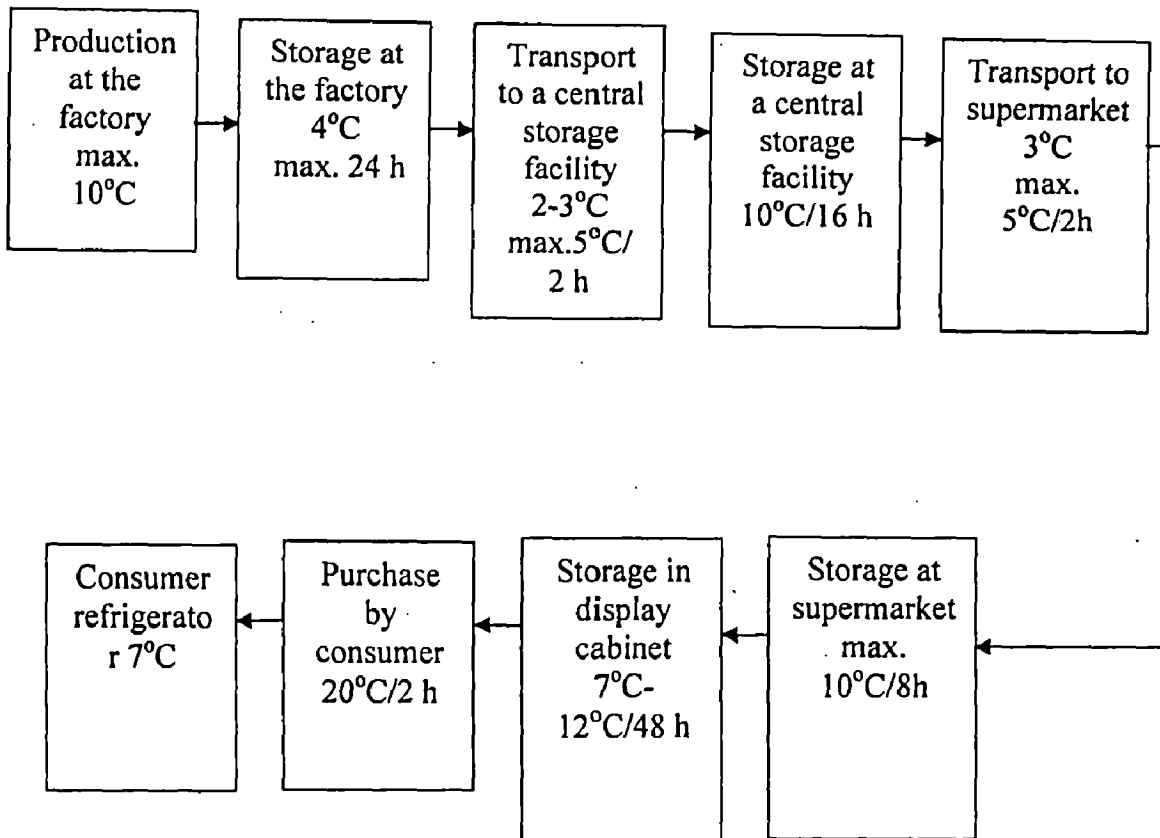 Production
at the
factory
max.
10°C
Storage at
the factory
4°C
max. 24 h
Transport
to a central
storage
facility
2-3°C
max.5°C/
2 h
Storage at
a central
storage
facility
10°C/16 h
Transport to
supermarket
3°C
max.
5°C/2h
Storage at
supermarket
max.
10°C/8h
Storage in
display
cabinet
7°C-
12°C/48 h
Purchase
by
consumer
20°C/2 h
Consumer
refrigerato
r 7°C